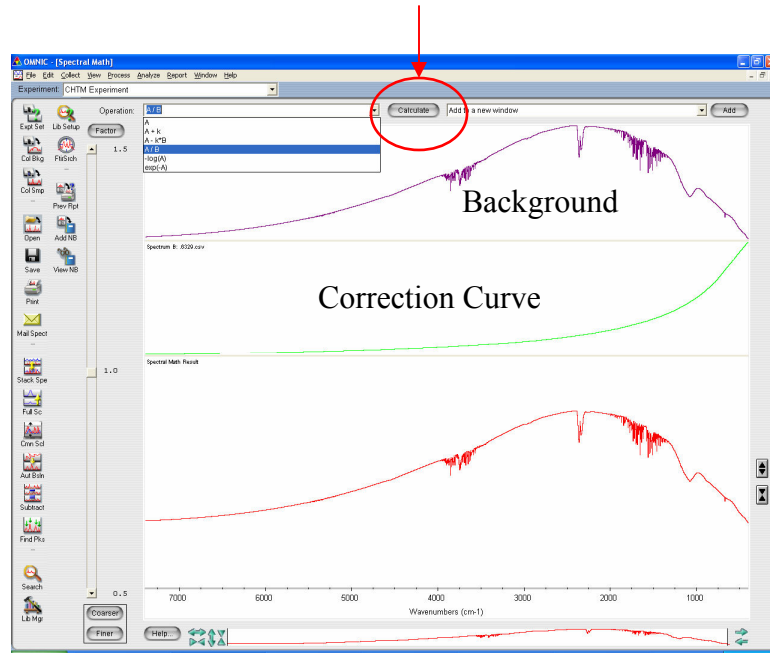 OMNIC - [Spectral Math]
File Edit Collect View Process Analyze Report Window Help
Experiment: CHTM Experiment
Expt Set Lib Setup Operation: A / B Calculate Add to a new window Add
Factor
A
A + k
A - k*B
A / B
-log(A)
exp(-A)
Col Bkg FtrSrch
--
1.5
Col Smp
--
Prev Rpt
Background
Open Add NB
Save View NB
Spectrum B: .6329.csv
Correction Curve
Print
Mail Spect
--
Spectral Math Result
1.0
Stack Spe
Full Sc
Cmn Scl
Aut Bsln
Subtract
Find Pks
--
Search
0.5
7000 6000 5000 4000 3000 2000 1000
Wavenumbers (cm-1)
Lib Mgr
Coarser
Finer
Help...